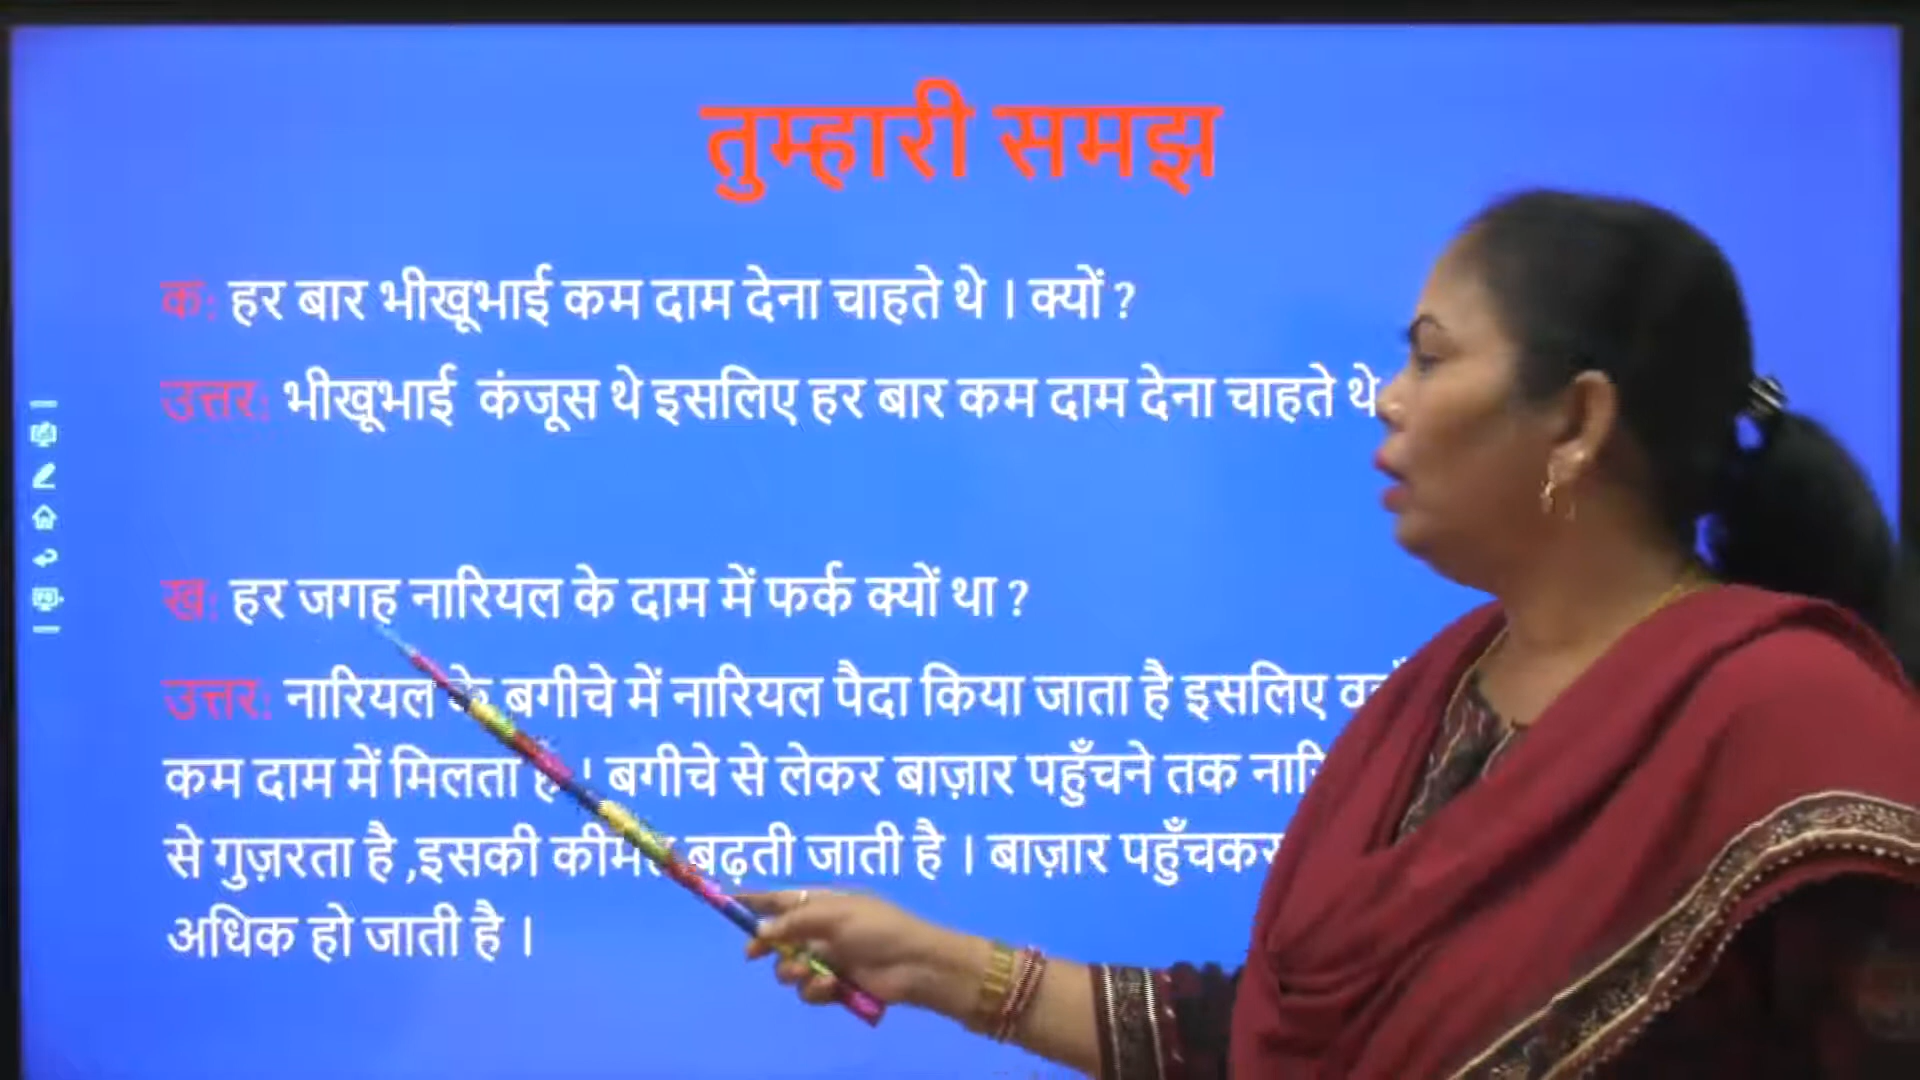 तुम्हारी समझ
क: हर बार भीखूभाई कम दाम देना चाहते थे । क्यों ?
उत्तर: भीखूभाई कंजूस थे इसलिए हर बार कम दाम देना चाहते थे
ख: हर जगह नारियल के दाम में फर्क क्यों था ?
उत्तर: नारियल के बगीचे में नारियल पैदा किया जाता है इसलिए
कम दाम में मिलता है । बगीचे से लेकर बाज़ार पहुँचने तक
से गुज़रता है ,इसकी कीमत बढ़ती जाती है । बाज़ार पहुँचकर
अधिक हो जाती है ।